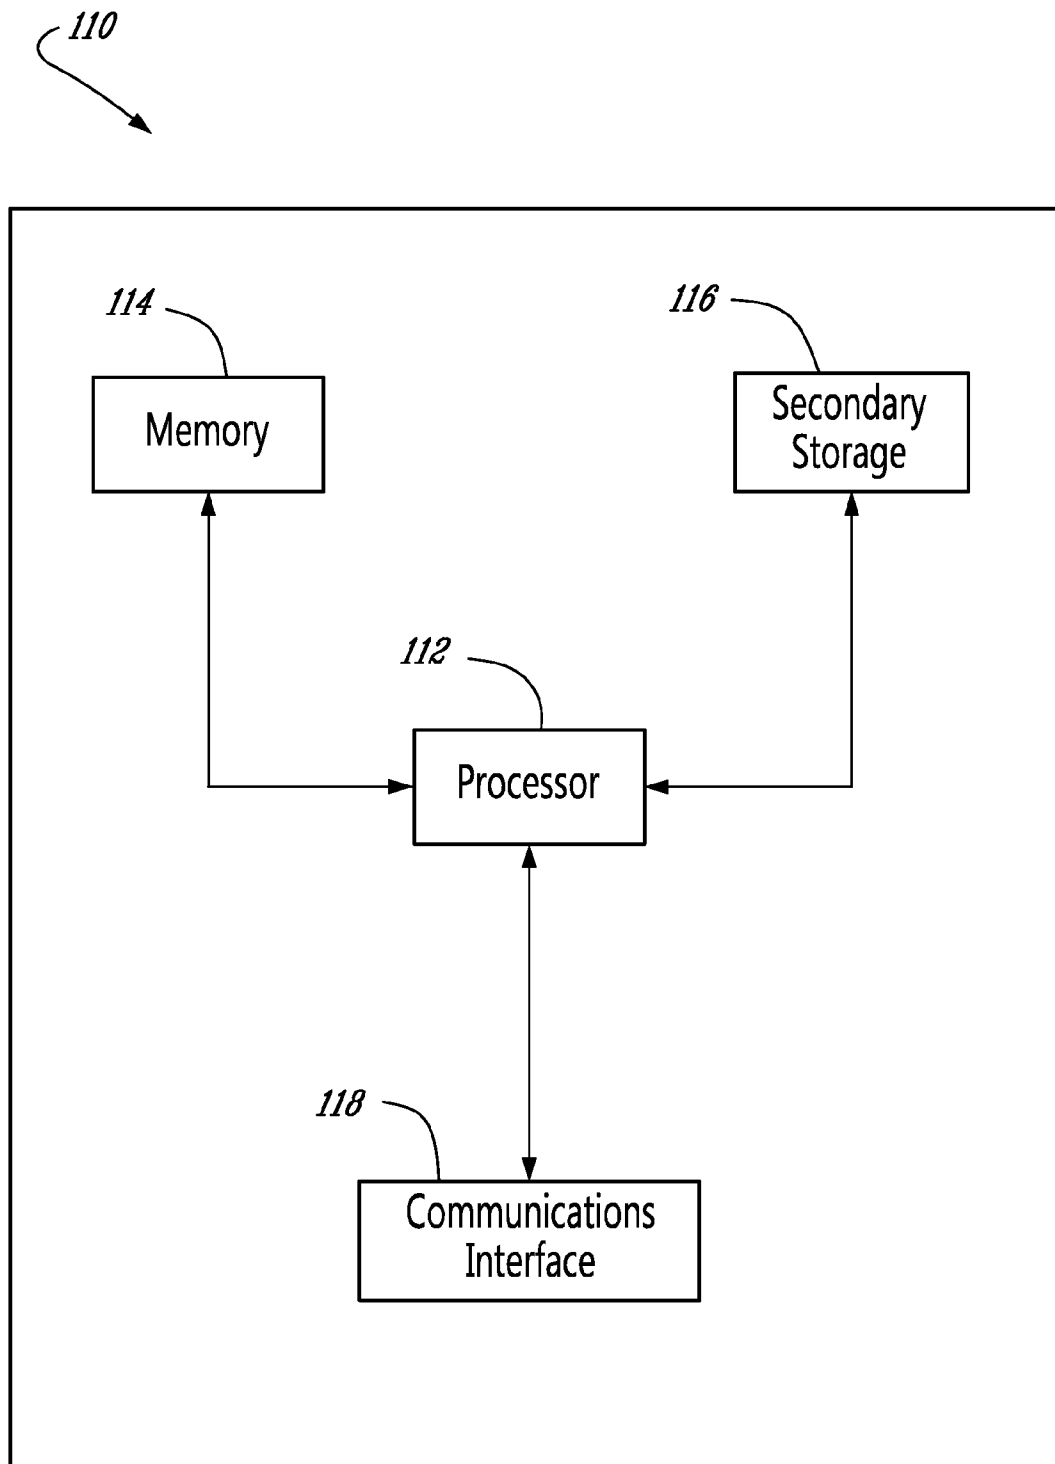 110
114
116
Memory
Secondary
Storage
112
Processor
118
Communications
Interface